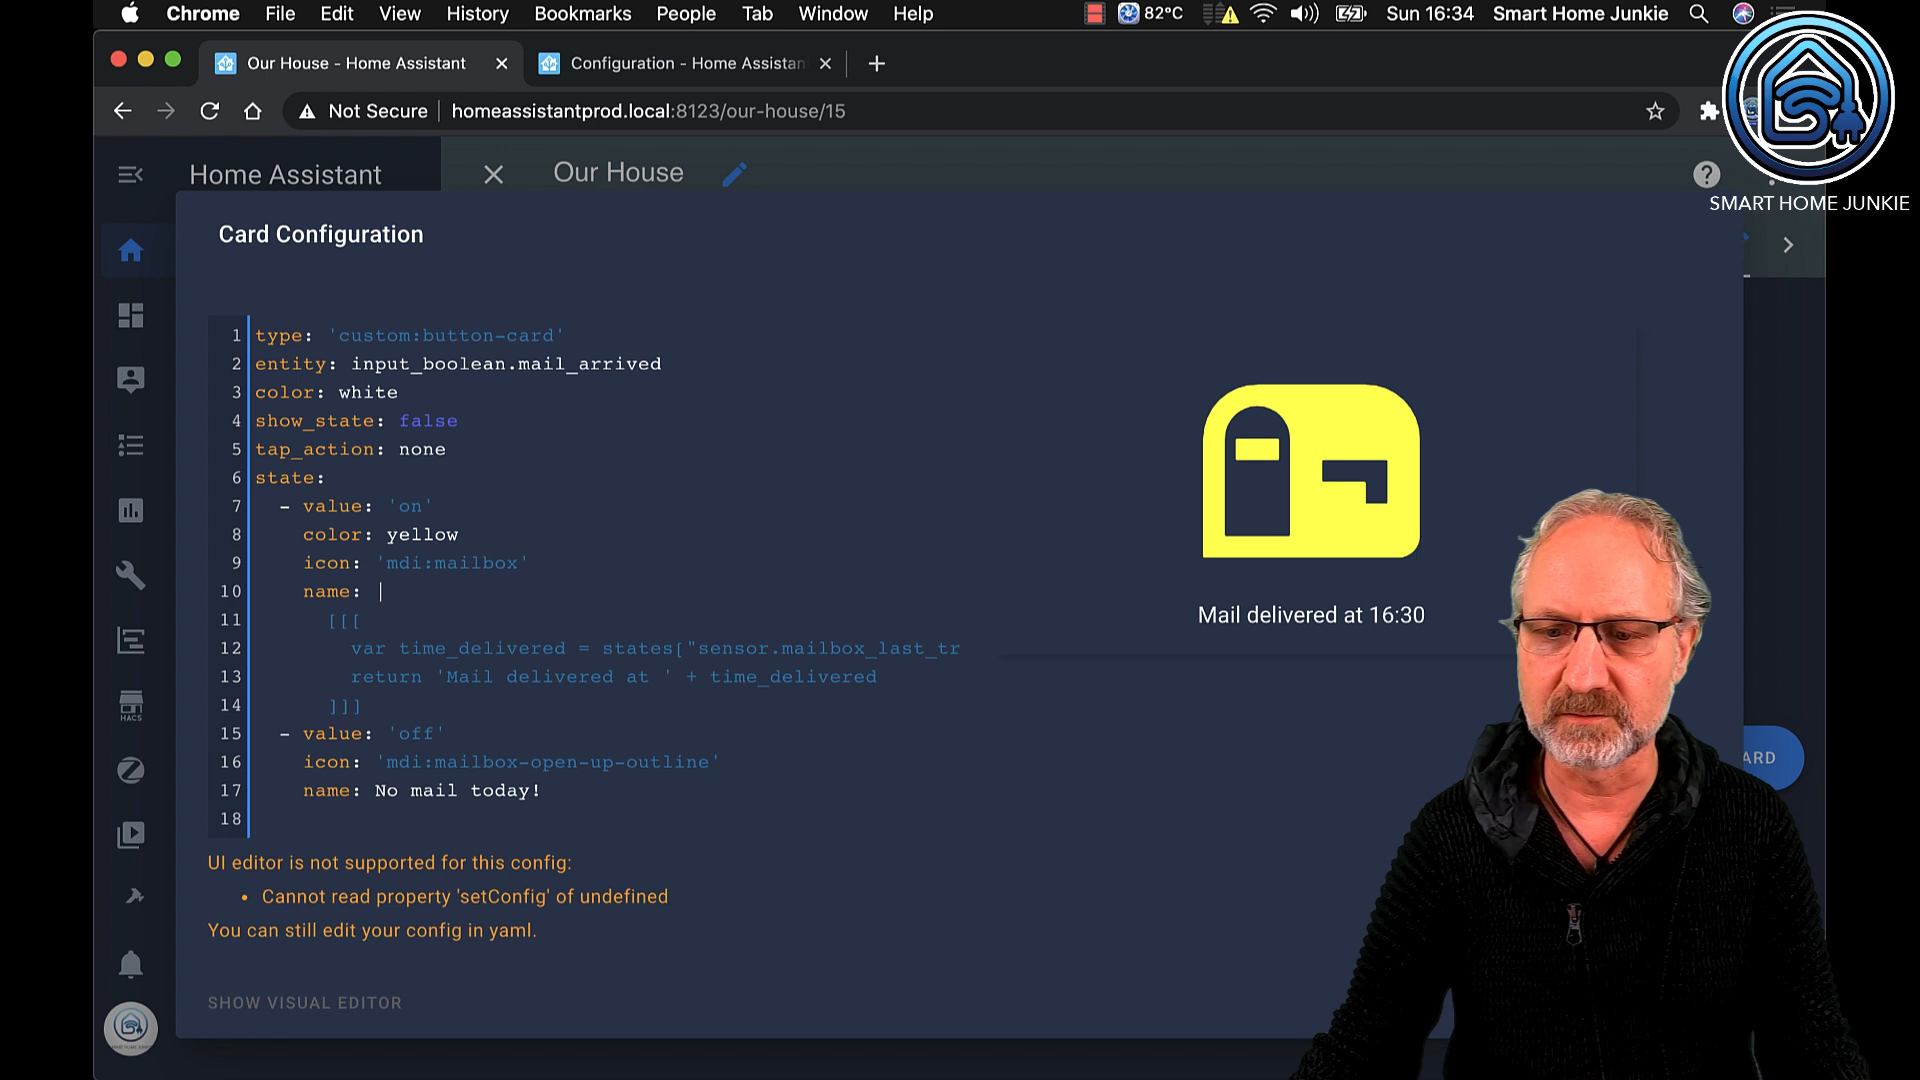 Chrome File Edit View History Bookmarks People Tab Window Help 82°C Sun 16:34 Smart Home Junkie
Our House - Home Assistant Configuration - Home Assistan
Not Secure homeassistantprod.local:8123/our-house/15
Home Assistant Our House
SMART HOME JUNKIE
Card Configuration
1 type: 'custom:button-card'
2 entity: input_boolean.mail_arrived
3 color: white
4 show_state: false
5 tap_action: none
6 state:
7 - value: 'on'
8 color: yellow
9 icon: 'mdi:mailbox'
10 name: |
11 [[[
12 var time_delivered = states["sensor.mailbox_last_tr
13 return 'Mail delivered at ' + time_delivered
14 ]]]
15 - value: 'off'
16 icon: 'mdi:mailbox-open-up-outline'
17 name: No mail today!
18
Mail delivered at 16:30
HACS
ARD
UI editor is not supported for this config:
• Cannot read property 'setConfig' of undefined
You can still edit your config in yaml.
SHOW VISUAL EDITOR